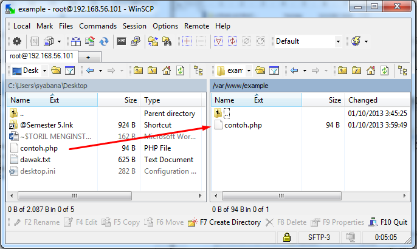 example - root@192.168.56.101 - WinSCP
Local Mark Files Commands Session Options Remote Help
Default
root@192.168.56.101
Desk
exam
C:\Users\syabana\Desktop
/var/www/example
Name Ext Size Type
Name Ext Size Changed
.. Parent directory
.. 01/10/2013 3:45:25
@Semester 5.lnk 924 B Shortcut
contoh.php 94 B 01/10/2013 3:49:49
~STORIL MENGINST... 162 B Microsoft Wor...
contoh.php 94 B PHP File
dawak.txt 625 B Text Document
desktop.ini 282 B Configuration ...
0 B of 2.087 B in 0 of 5
0 B of 94 B in 0 of 1
F2 Rename F4 Edit F5 Copy F6 Move F7 Create Directory F8 Delete F9 Properties F10 Quit
SFTP-3 0:05:05